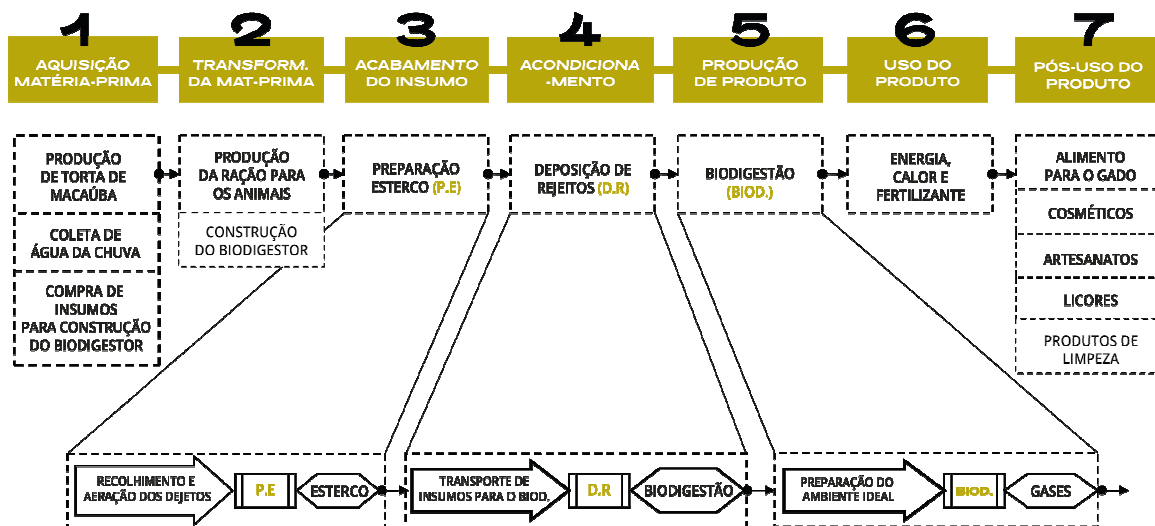 1
AQUISIÇÃO
MATÉRIA-PRIMA
2
TRANSFORM.
DA MAT-PRIMA
3
ACABAMENTO
DO INSUMO
4
ACONDICIONA
-MENTO
5
PRODUÇÃO
DE PRODUTO
6
USO DO
PRODUTO
7
PÓS-USO DO
PRODUTO
PRODUÇÃO
DE TORTA DE
MACAÚBA
COLETA DE
ÁGUA DA CHUVA
COMPRA DE
INSUMOS
PARA CONSTRUÇÃO
DO BIODIGESTOR
PRODUÇÃO
DA RAÇÃO PARA
OS ANIMAIS
CONSTRUÇÃO
DO BIODIGESTOR
PREPARAÇÃO
ESTERCO (P.E)
DEPOSIÇÃO DE
REJEITOS (D.R)
BIODIGESTÃO
(BIOD.)
ENERGIA,
CALOR E
FERTILIZANTE
ALIMENTO
PARA O GADO
COSMÉTICOS
ARTESANATOS
LICORES
PRODUTOS DE
LIMPEZA
RECOLHIMENTO E
AERAÇÃO DOS DEJETOS
P.E
ESTERCO
TRANSPORTE DE
INSUMOS PARA O BIOD.
D.R
BIODIGESTÃO
PREPARAÇÃO DO
AMBIENTE IDEAL
BIOD.
GASES